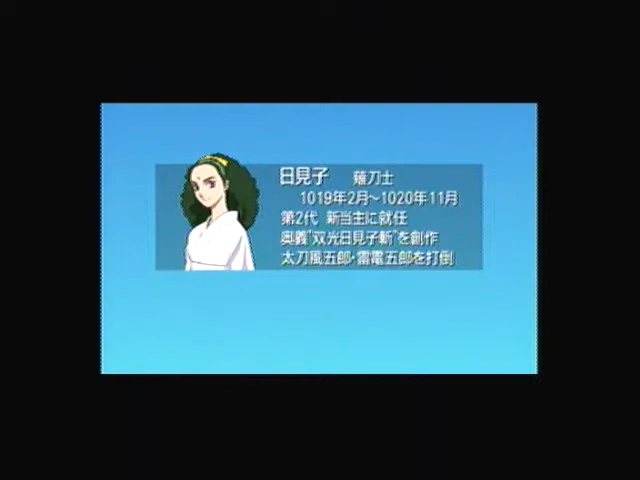 日見子 薙刀士
1019年2月～1020年11月
第2代 新当主に就任
奥義"双光日見子斬"を創作
太刀風五郎・雷電五郎を打倒